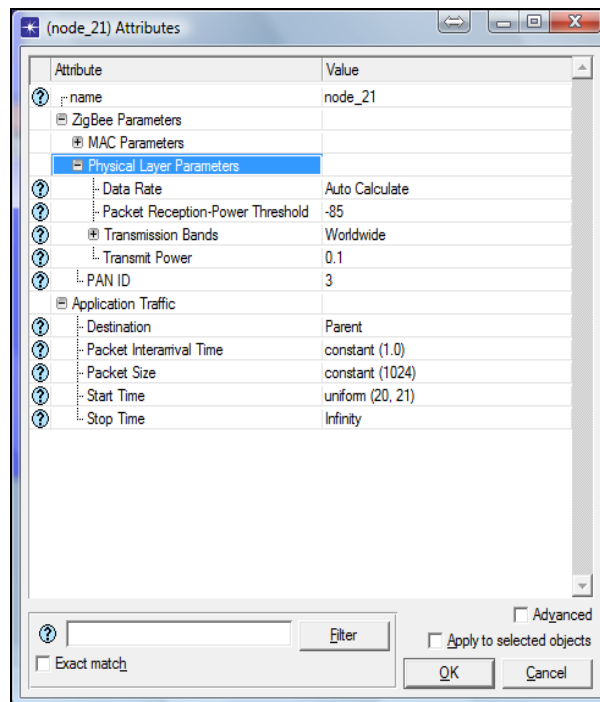 (node_21) Attributes
Attribute Value
name node_21
ZigBee Parameters
MAC Parameters
Physical Layer Parameters
Data Rate Auto Calculate
Packet Reception-Power Threshold -85
Transmission Bands Worldwide
Transmit Power 0.1
PAN ID 3
Application Traffic
Destination Parent
Packet Interarrival Time constant (1.0)
Packet Size constant (1024)
Start Time uniform (20, 21)
Stop Time Infinity
Advanced
Filter
Apply to selected objects
Exact match
OK Cancel